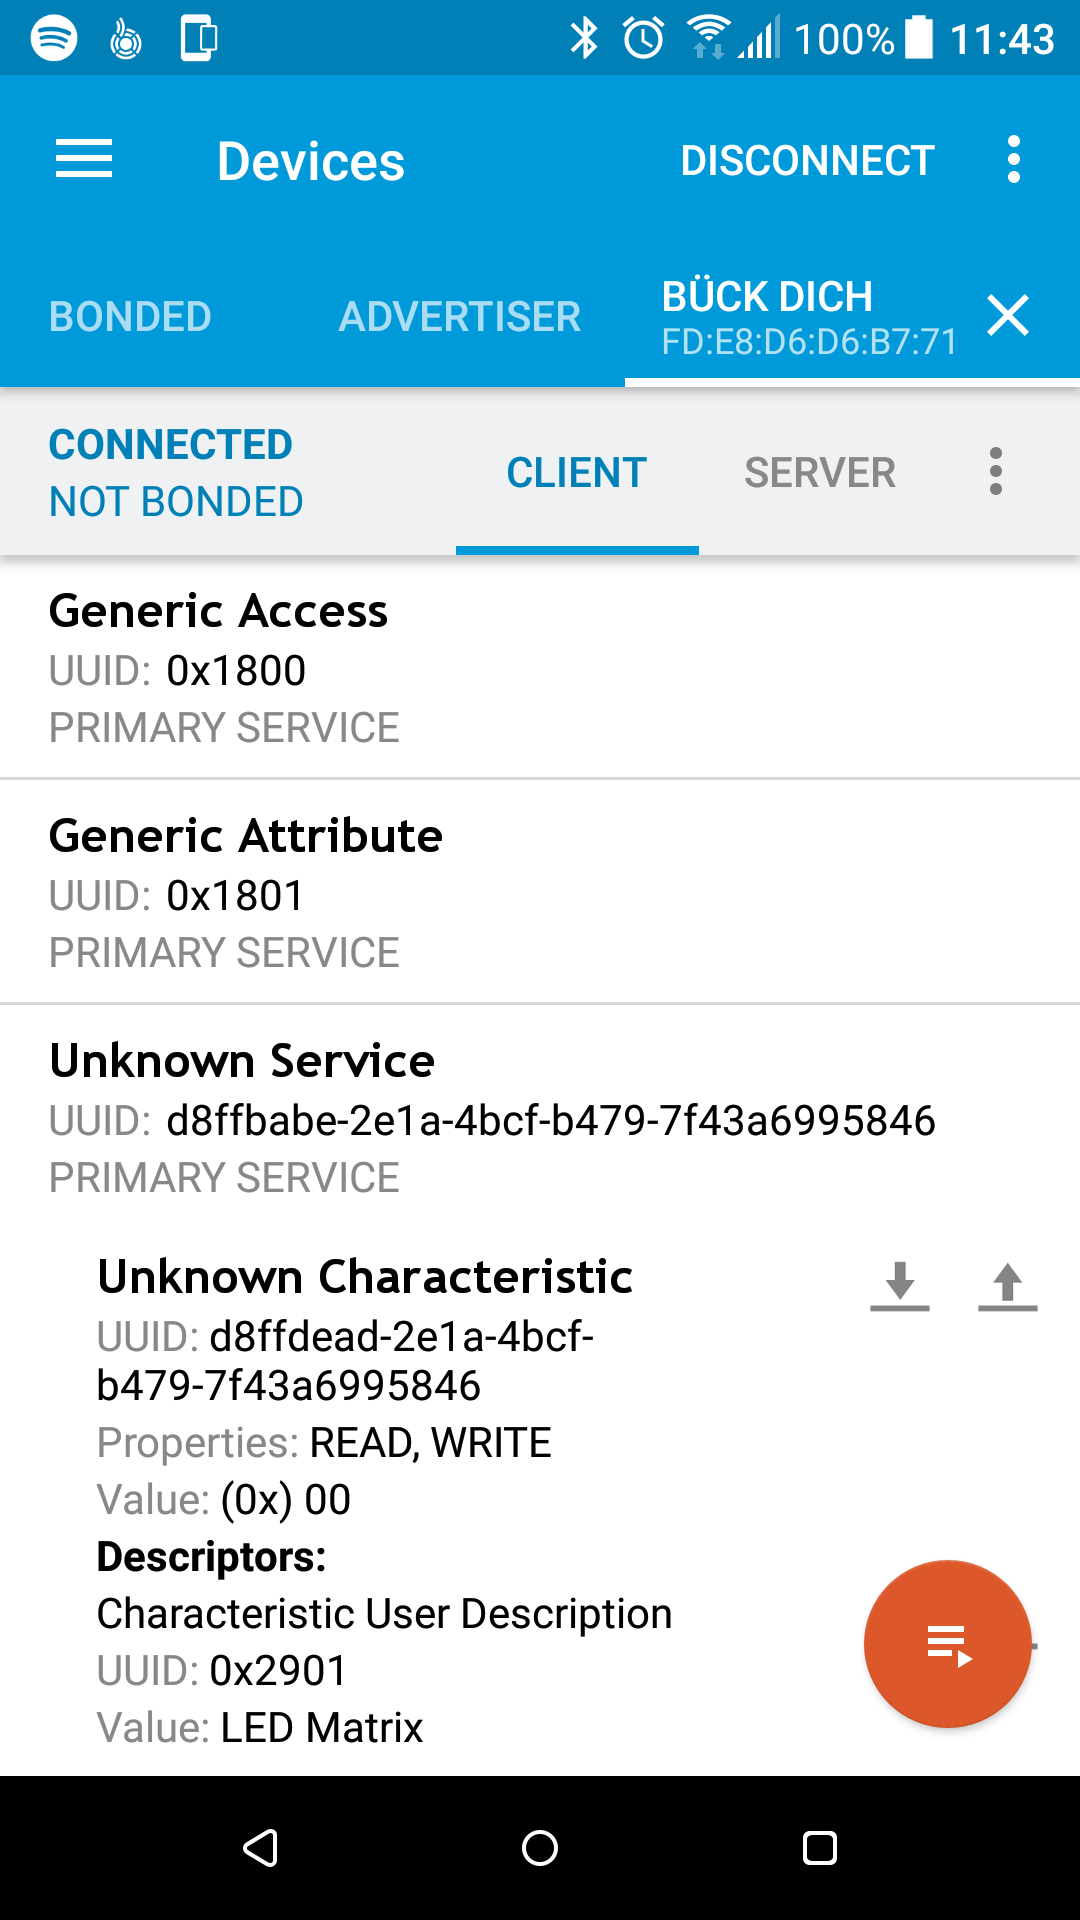 100% 11:43
Devices DISCONNECT
BONDED ADVERTISER BÜCK DICH
FD:E8:D6:D6:B7:71
CONNECTED
NOT BONDED
CLIENT SERVER
Generic Access
UUID: 0x1800
PRIMARY SERVICE
Generic Attribute
UUID: 0x1801
PRIMARY SERVICE
Unknown Service
UUID: d8ffbabe-2e1a-4bcf-b479-7f43a6995846
PRIMARY SERVICE
Unknown Characteristic
UUID: d8ffdead-2e1a-4bcf-
b479-7f43a6995846
Properties: READ, WRITE
Value: (0x) 00
Descriptors:
Characteristic User Description
UUID: 0x2901
Value: LED Matrix